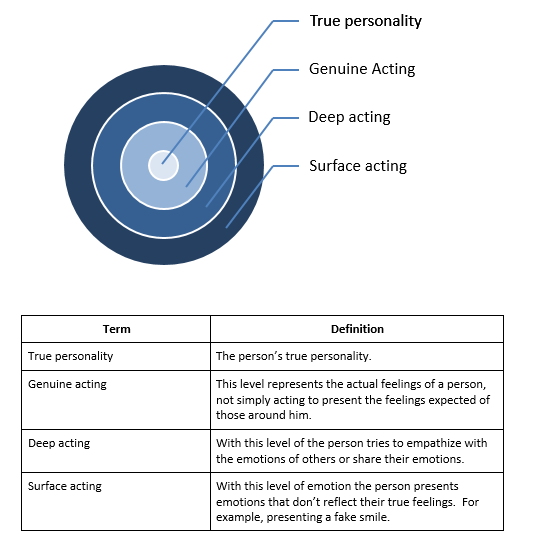 True personality
Genuine Acting
Deep acting
Surface acting
Term
Definition
True personality
The person's true personality.
Genuine acting
This level represents the actual feelings of a person,
not simply acting to present the feelings expected of
those around him.
Deep acting
With this level of the person tries to empathize with
the emotions of others or share their emotions.
Surface acting
With this level of emotion the person presents
emotions that don't reflect their true feelings.  For
example, presenting a fake smile.